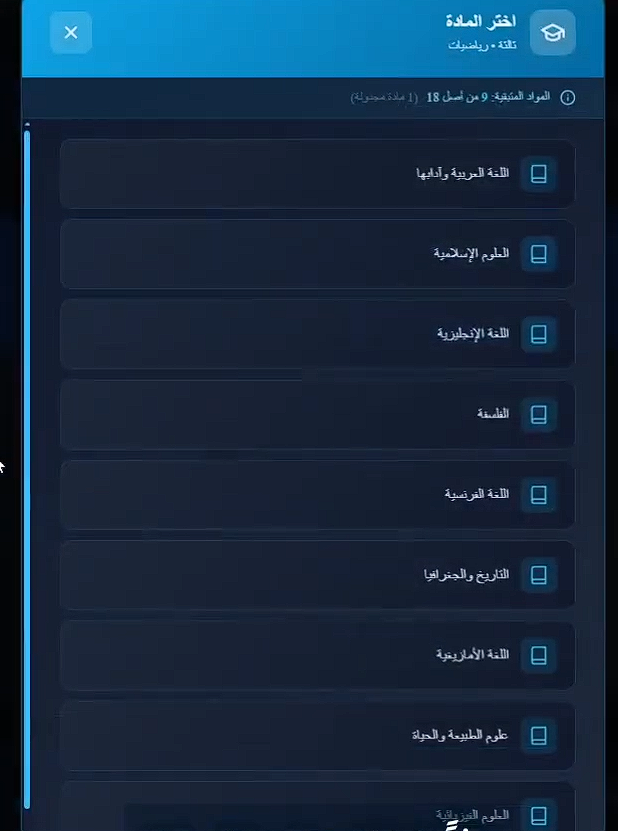 اختر المادة
ثالثة • رياضيات
المواد المتبقية: 9 من أصل 18 (1 مادة مجدولة)
اللغة العربية وآدابها
العلوم الإسلامية
اللغة الإنجليزية
الفلسفة
اللغة الفرنسية
التاريخ والجغرافيا
اللغة الأمازيغية
علوم الطبيعة والحياة
العلوم الفيزيائية